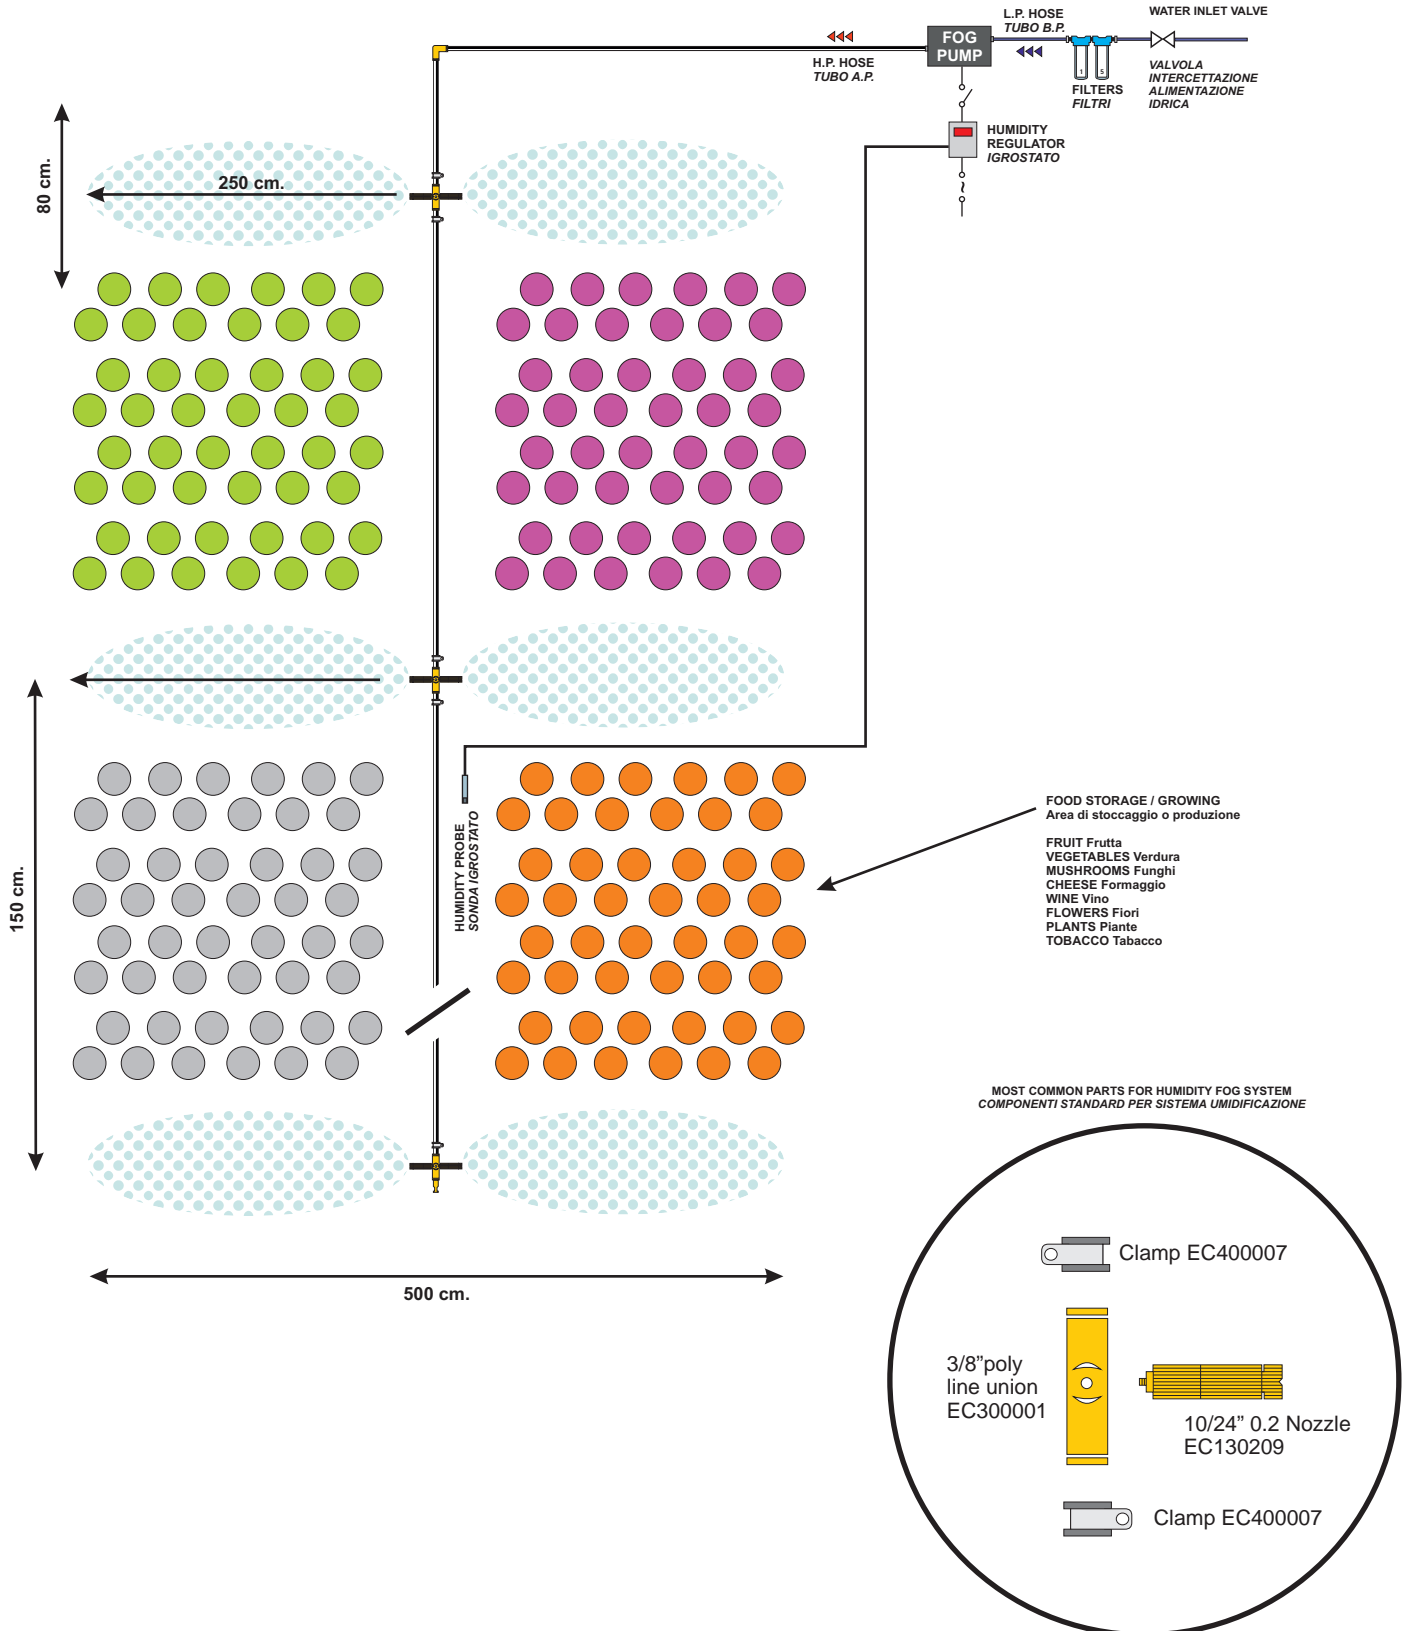 L.P. HOSE
TUBO B.P.
WATER INLET VALVE
FOG
PUMP
H.P. HOSE
TUBO A.P.
1
5
FILTERS
FILTRI
VALVOLA
INTERCETTAZIONE
ALIMENTAZIONE
IDRICA
HUMIDITY
REGULATOR
IGROSTATO
~
80 cm.
250 cm.
150 cm.
HUMIDITY PROBE
SONDA IGROSTATO
FOOD STORAGE / GROWING
Area di stoccaggio o produzione
FRUIT Frutta
VEGETABLES Verdura
MUSHROOMS Funghi
CHEESE Formaggio
WINE Vino
FLOWERS Fiori
PLANTS Piante
TOBACCO Tabacco
500 cm.
MOST COMMON PARTS FOR HUMIDITY FOG SYSTEM
COMPONENTI STANDARD PER SISTEMA UMIDIFICAZIONE
Clamp EC400007
3/8”poly
line union
EC300001
10/24” 0.2 Nozzle
EC130209
Clamp EC400007